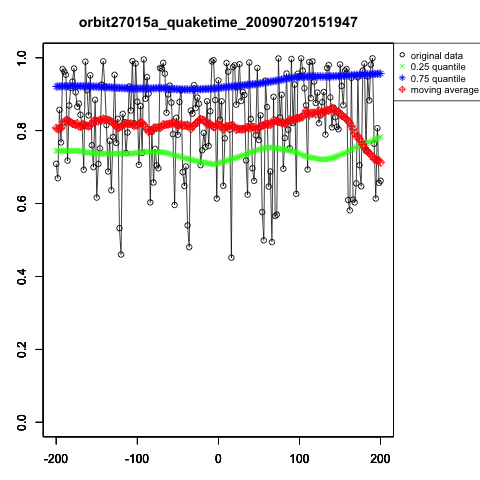 orbit27015a_quaketime_20090720151947
original data
0.25 quantile
0.75 quantile
moving average
1.0
0.8
0.6
0.4
0.2
0.0
-200 -100 0 100 200